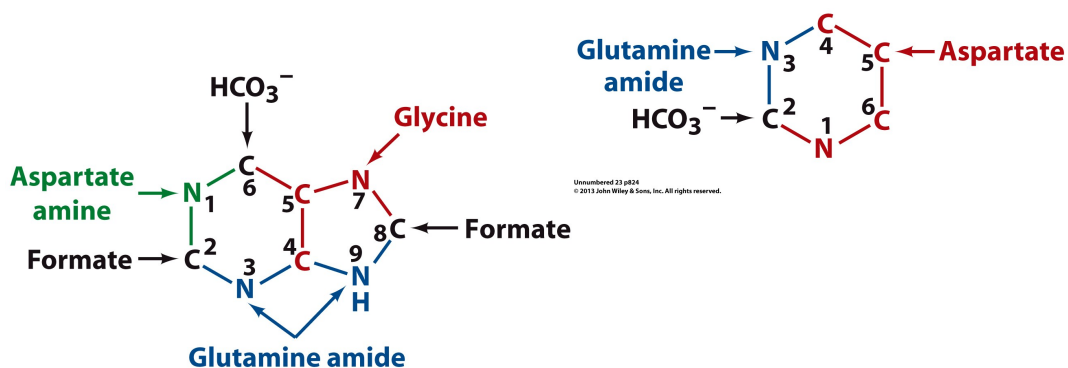 HCO3−
Glycine
Aspartate
amine
Formate
Formate
Glutamine amide
N
1
C
2
N
3
C
4
C
5
C
6
N
7
C
8
N
H
9
Glutamine
amide
HCO3−
Aspartate
N
1
C
2
N
3
C
4
C
5
C
6
Unnumbered 23 p824
© 2013 John Wiley & Sons, Inc. All rights reserved.